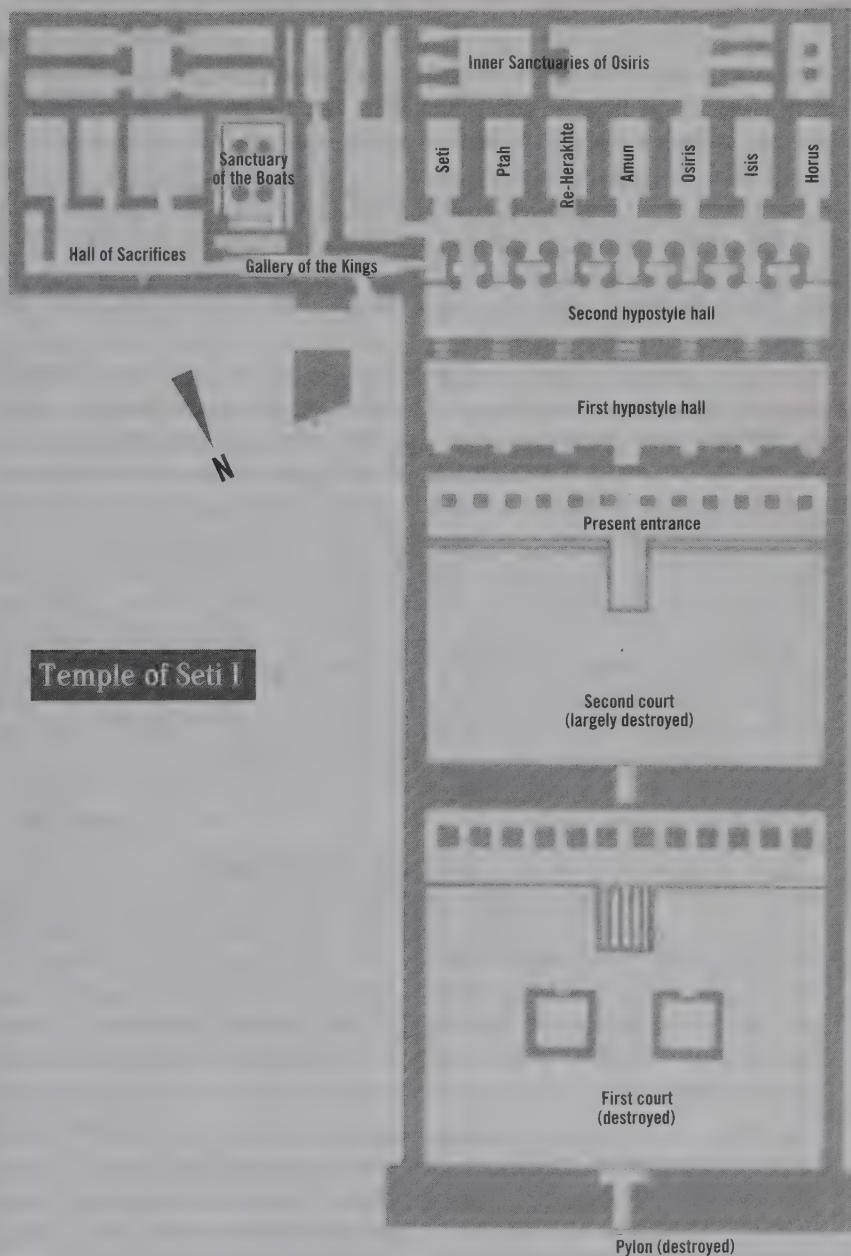 Inner Sanctuaries of Osiris
Seti
Ptah
Re-Herakhte
Amun
Osiris
Isis
Horus
Sanctuary
of the Boats
Hall of Sacrifices
Gallery of the Kings
Second hypostyle hall
First hypostyle hall
N
Present entrance
Temple of Seti I
Second court
(largely destroyed)
First court
(destroyed)
Pylon (destroyed)